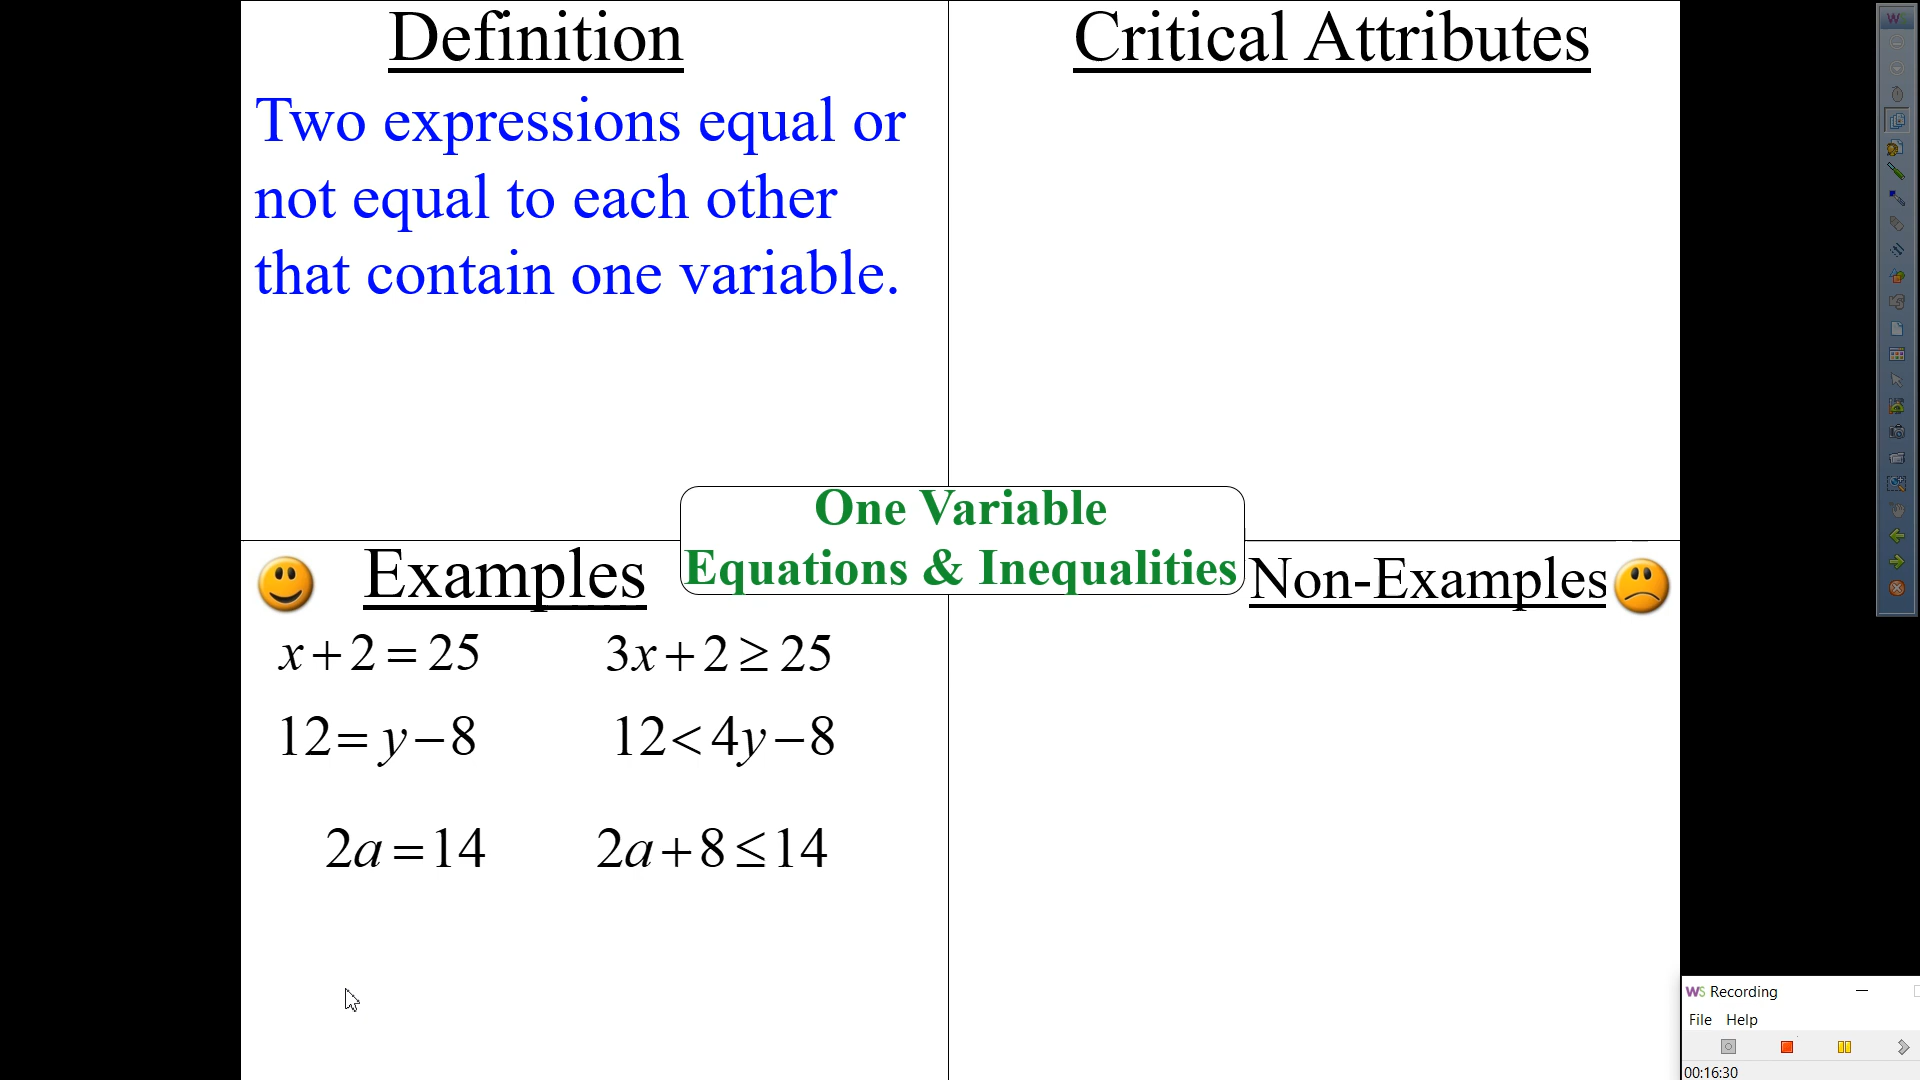 Definition
Two expressions equal or
not equal to each other
that contain one variable.
Critical Attributes
One Variable
Equations & Inequalities
Examples
x+2=25 3x+2≥25
12=y−8 12<4y−8
2a=14 2a+8≤14
Non-Examples
WS
WS Recording
File Help
00:16:30